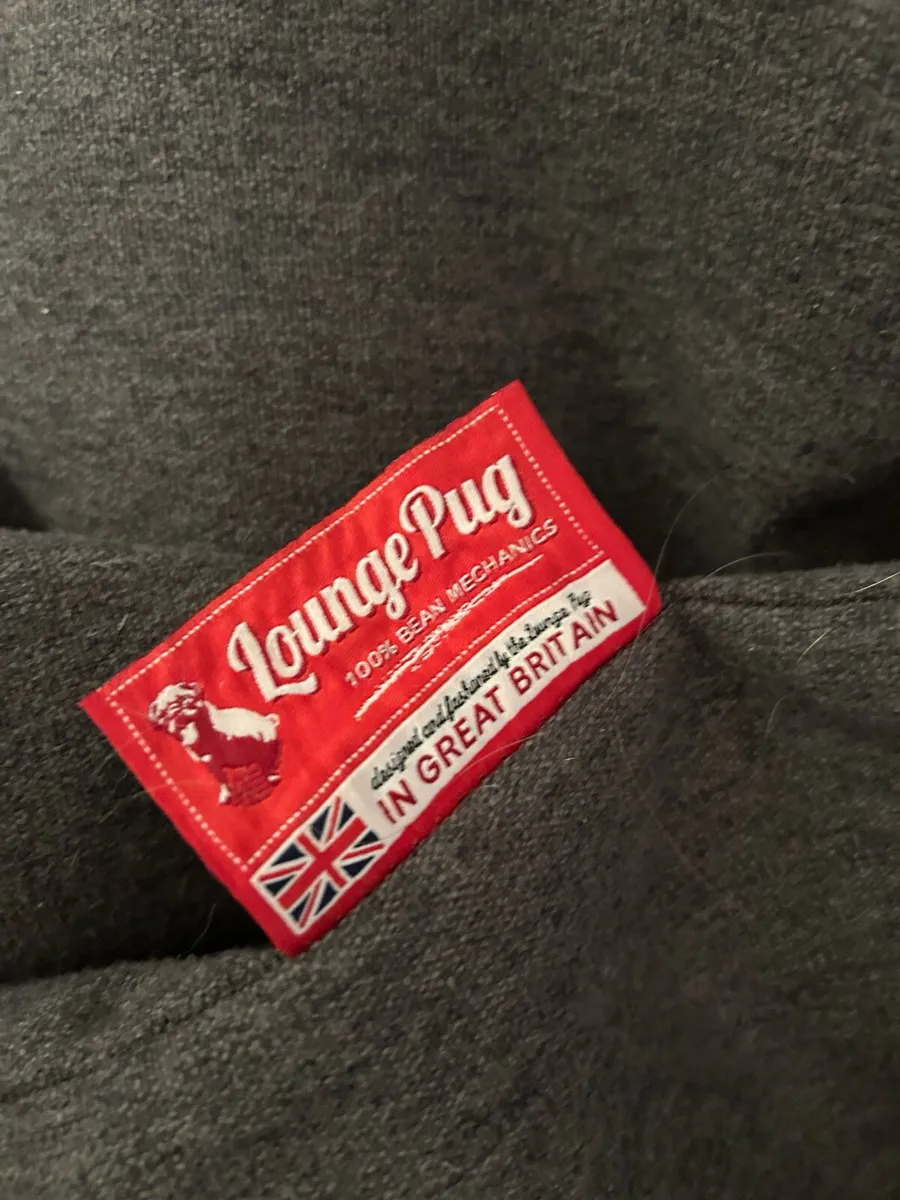 Lounge Pug
100% BEAN MECHANICS
designed and fashioned by the Lounge Pug
IN GREAT BRITAIN